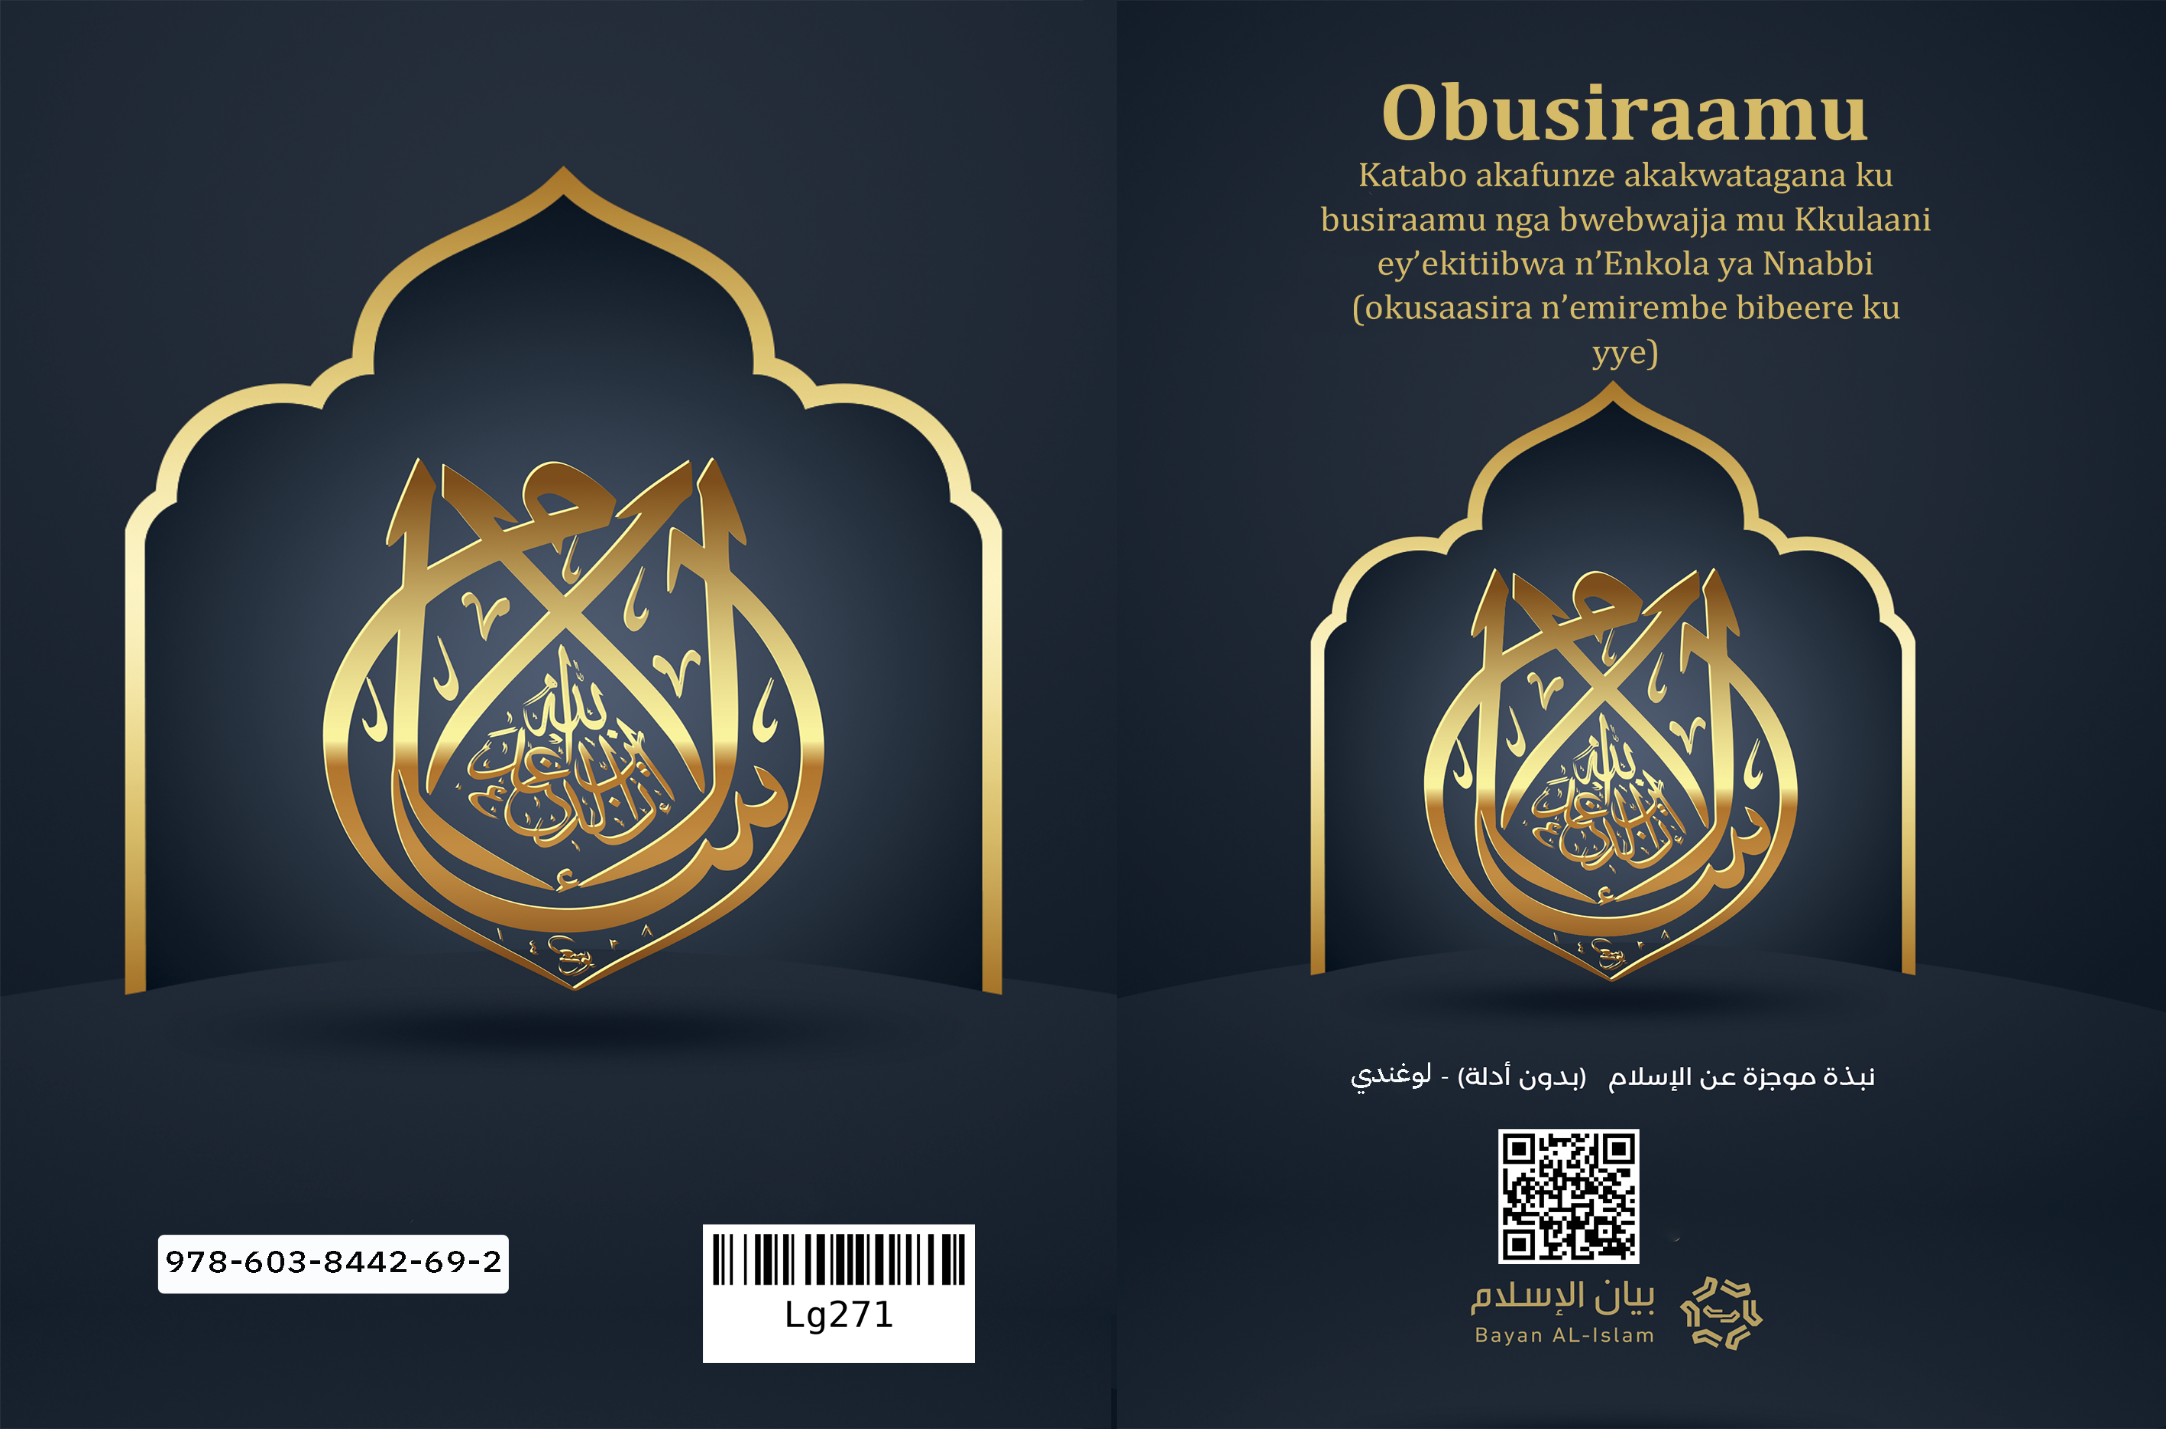 Obusiraamu
Katabo akafunze akakwatagana ku
busiraamu nga bwebwajja mu Kkulaani
ey’ekitiibwa n’Enkola ya Nnabbi
(okusaasira n’emirembe bibeere ku
yye)
نبذة موجزة عن الإسلام (بدون أدلة) - لوغندي
بيان الإسلام
Bayan AL-Islam
978-603-8442-69-2
Lg271